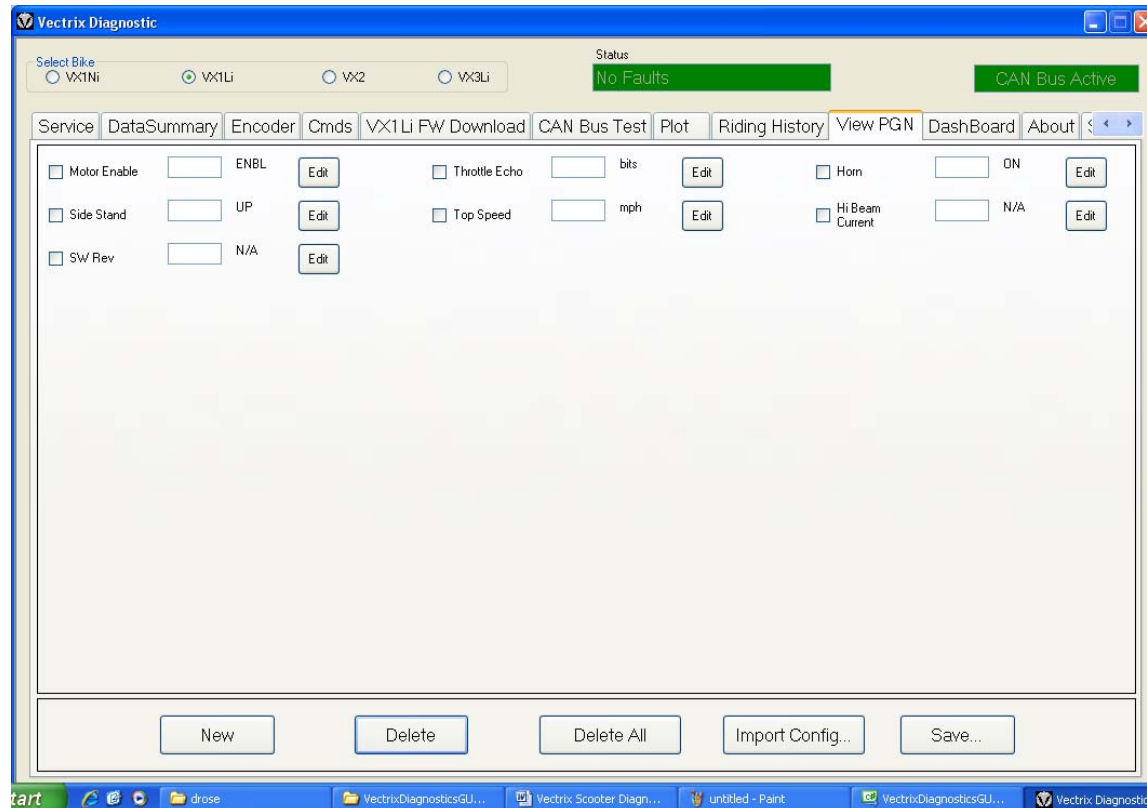 Vectrix Diagnostic
Select Bike
VX1Ni VX1Li VX2 VX3Li
Status
No Faults
CAN Bus Active
Service DataSummary Encoder Cmds VX1Li FW Download CAN Bus Test Plot Riding History View PGN DashBoard About
Motor Enable ENBL Edit Throttle Echo bits Edit Horn ON Edit
Side Stand UP Edit Top Speed mph Edit Hi Beam Current N/A Edit
SW Rev N/A Edit
New Delete Delete All Import Config... Save...
tart drose VectrixDiagnosticsGU... Vectrix Scooter Diagn... untitled - Paint VectrixDiagnosticsGU... Vectrix Diagnosti